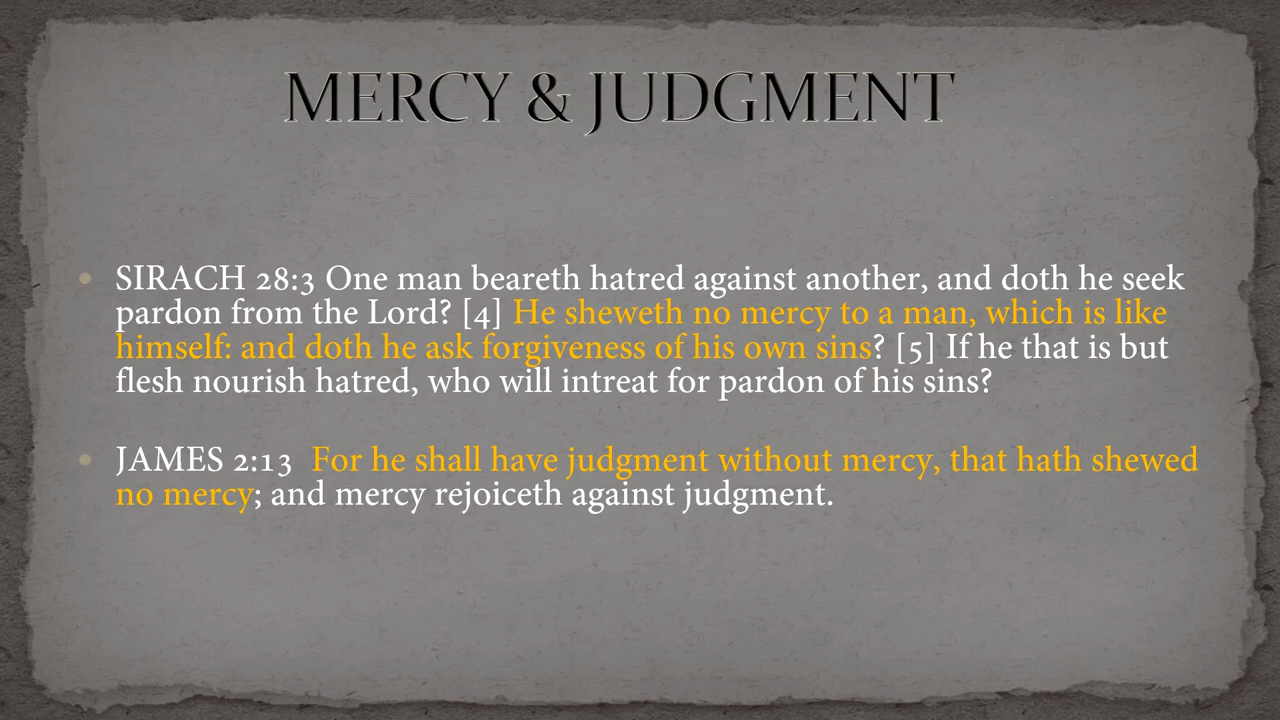 MERCY & JUDGMENT
• SIRACH 28:3 One man beareth hatred against another, and doth he seek
pardon from the Lord? [4] He sheweth no mercy to a man, which is like
himself: and doth he ask forgiveness of his own sins? [5] If he that is but
flesh nourish hatred, who will intreat for pardon of his sins?
• JAMES 2:13 For he shall have judgment without mercy, that hath shewed
no mercy; and mercy rejoiceth against judgment.